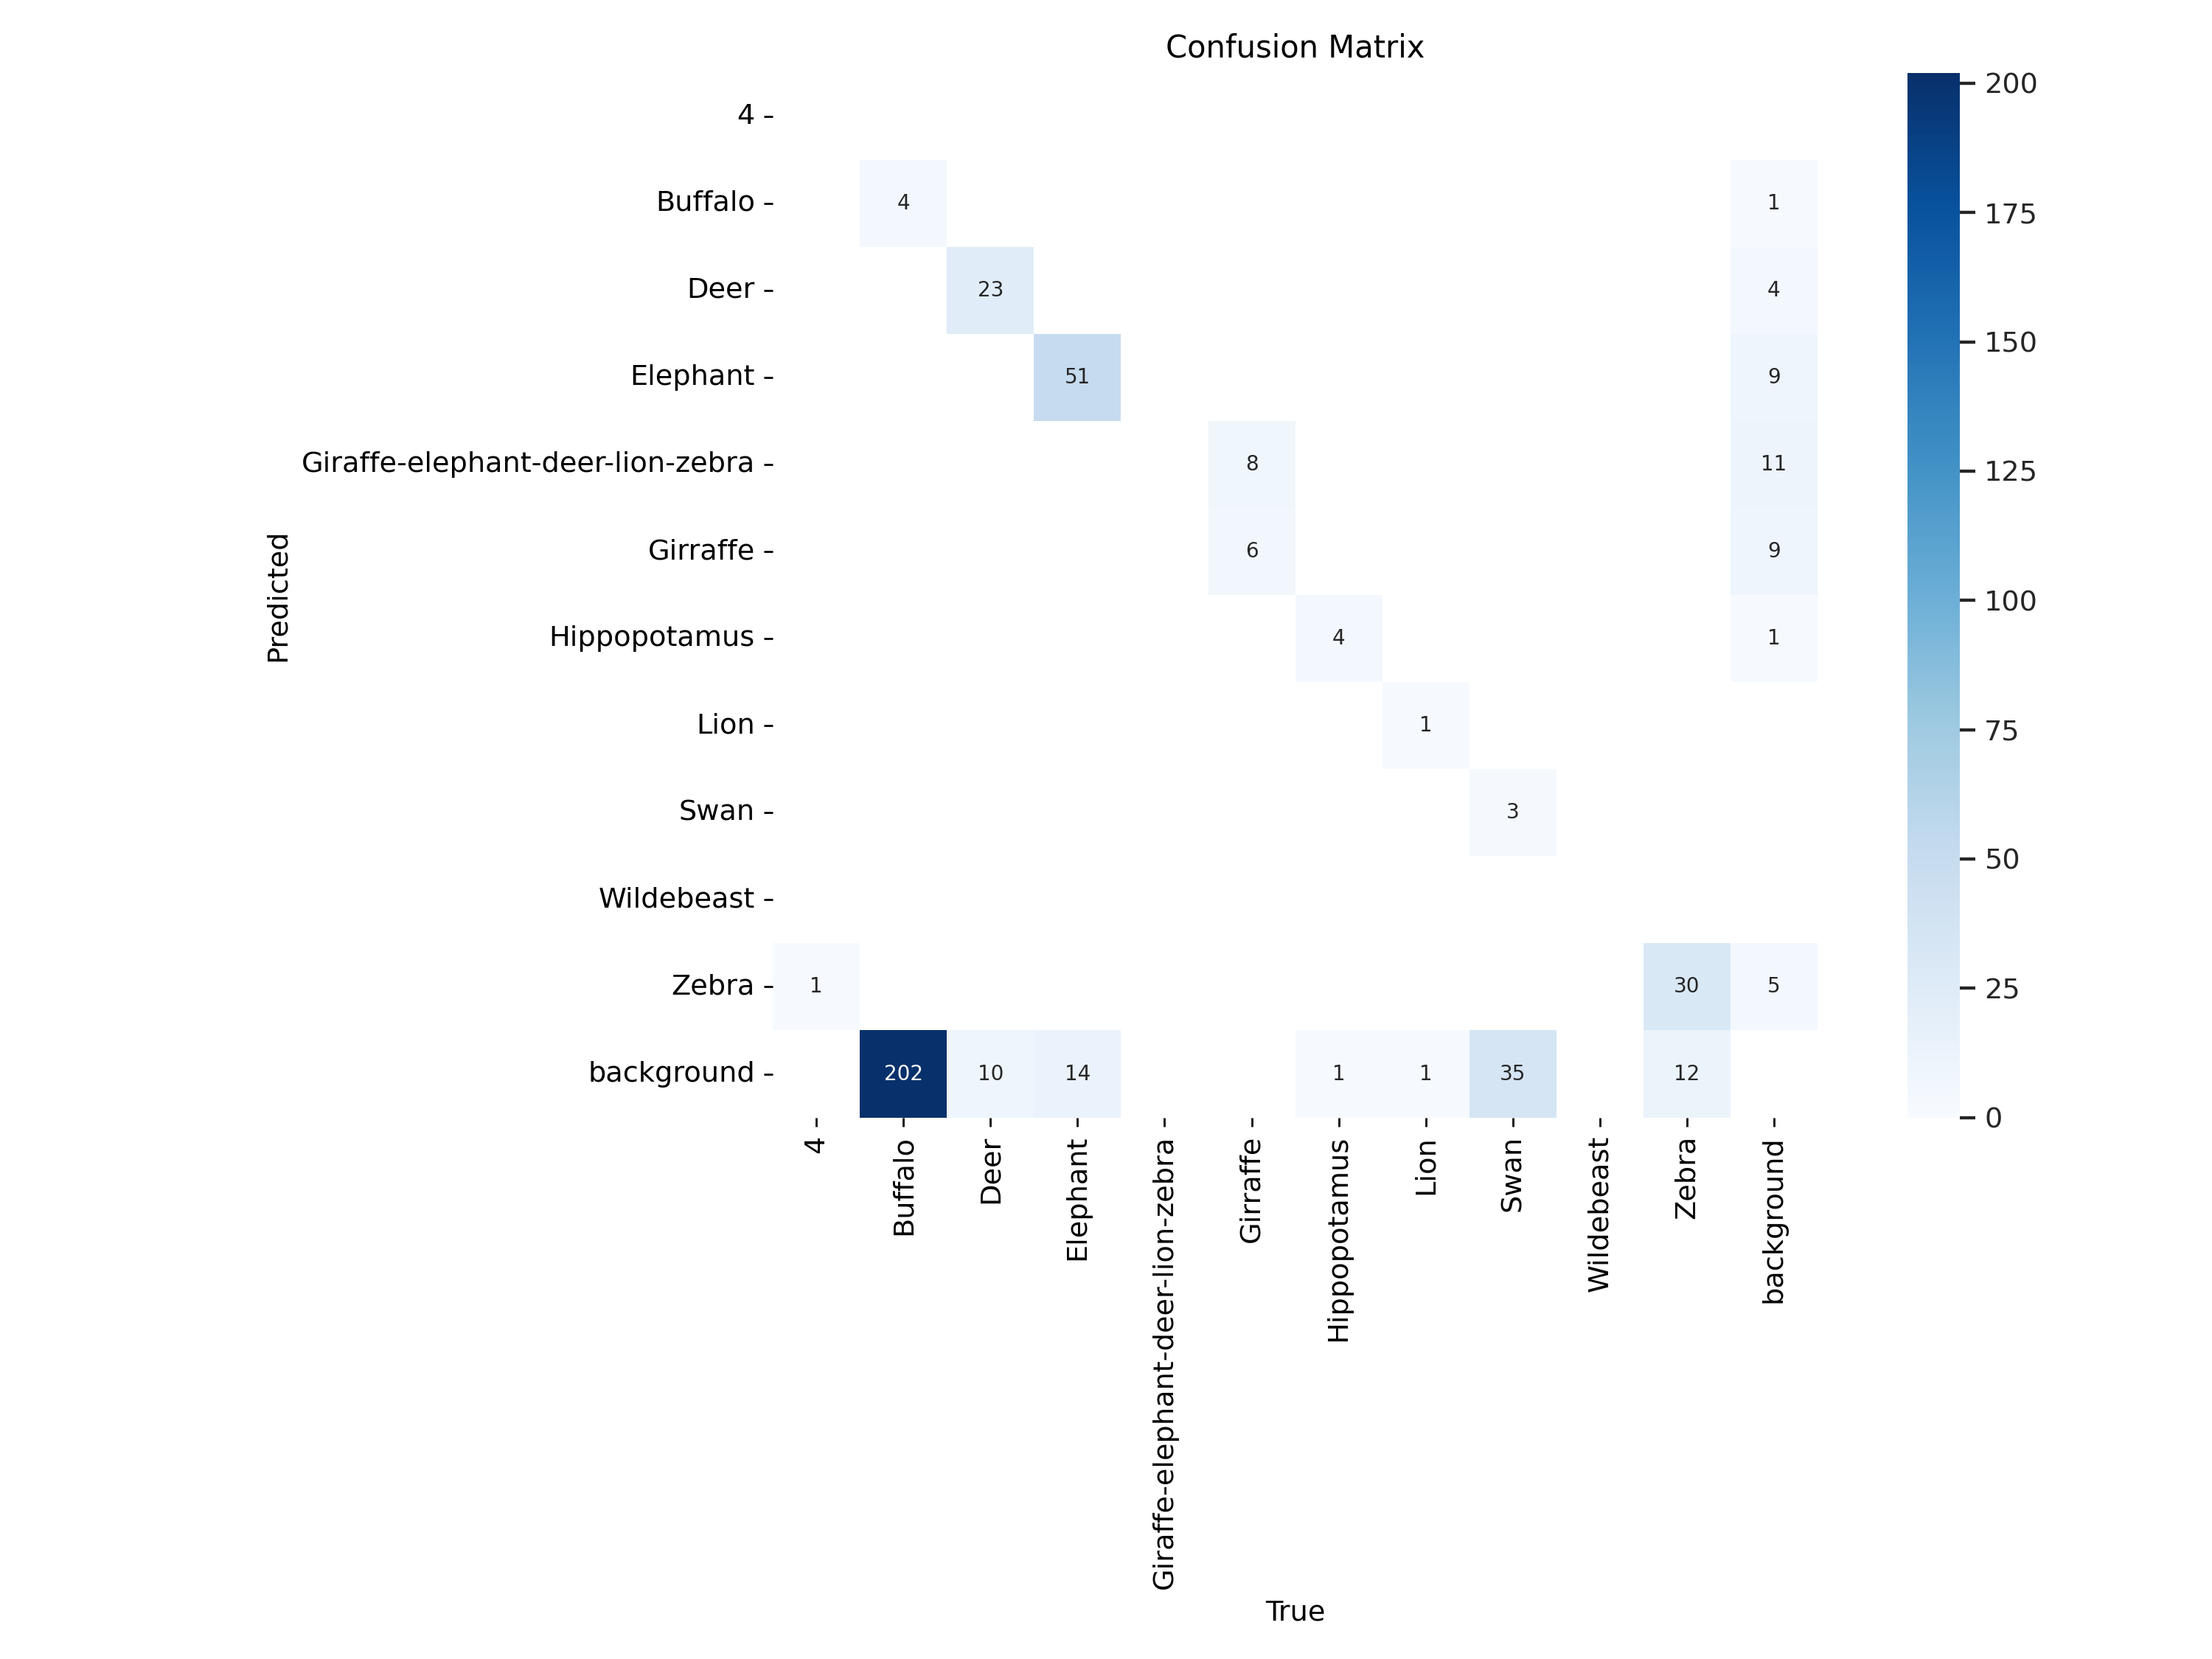 Confusion Matrix
4
Buffalo 4 1
Deer 23 4
Elephant 51 9
Giraffe-elephant-deer-lion-zebra 8 11
Girraffe 6 9
Hippopotamus 4 1
Lion 1
Swan 3
Wildebeast
Zebra 1 30 5
background 202 10 14 1 1 35 12
Predicted
4
Buffalo
Deer
Elephant
Giraffe-elephant-deer-lion-zebra
Girraffe
Hippopotamus
Lion
Swan
Wildebeast
Zebra
background
True
200
175
150
125
100
75
50
25
0